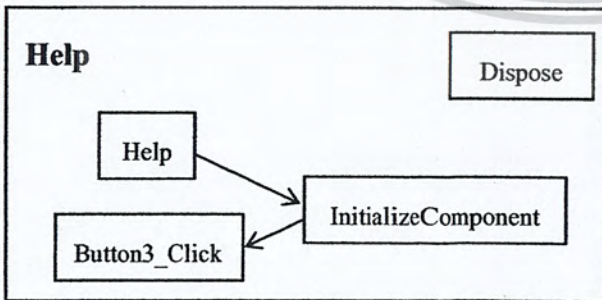 Help
Dispose
Help
InitializeComponent
Button3_Click